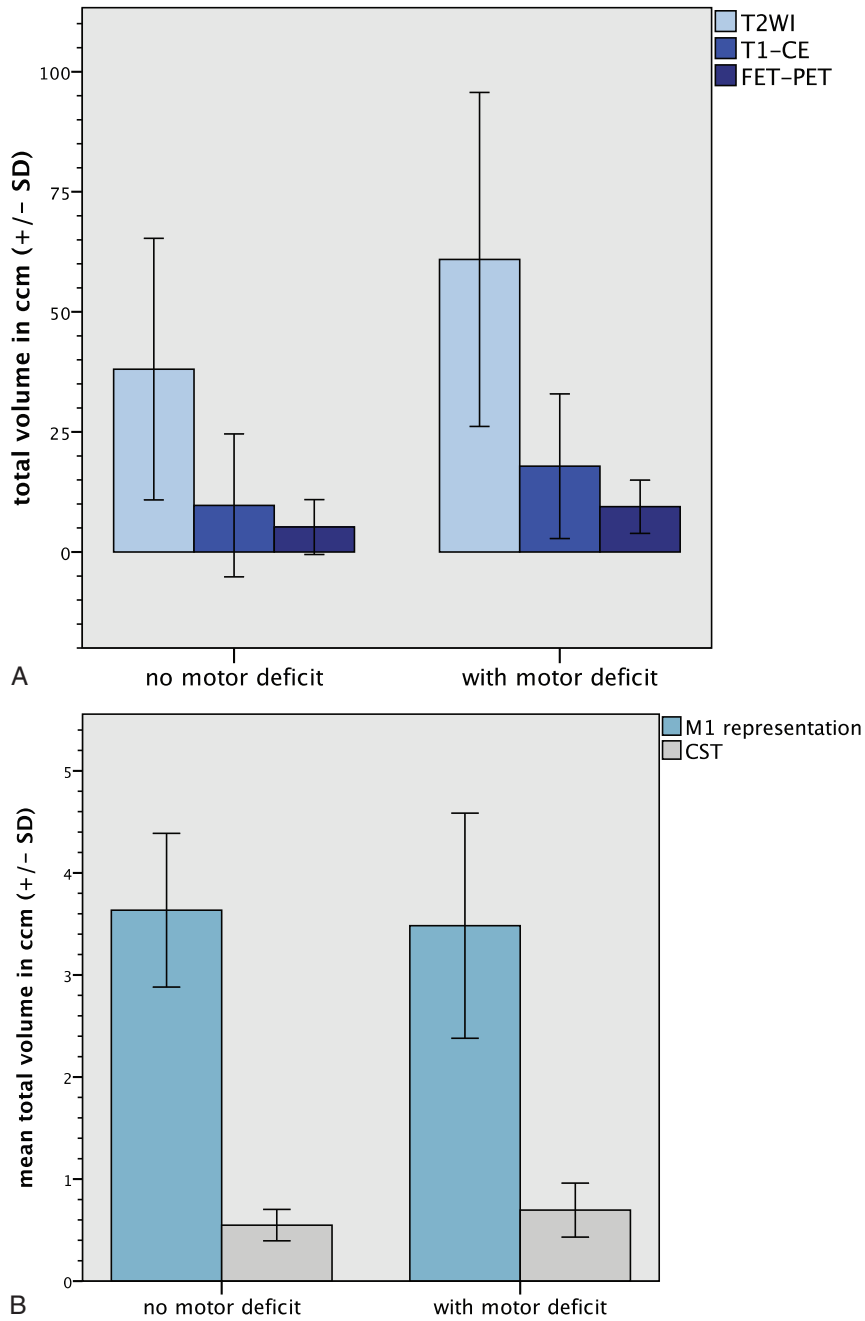 T2WI
T1-CE
FET-PET
total volume in ccm (+/- SD)
100
75
50
25
0
no motor deficit
with motor deficit
A
M1 representation
CST
mean total volume in ccm (+/- SD)
5
4
3
2
1
0
no motor deficit
with motor deficit
B